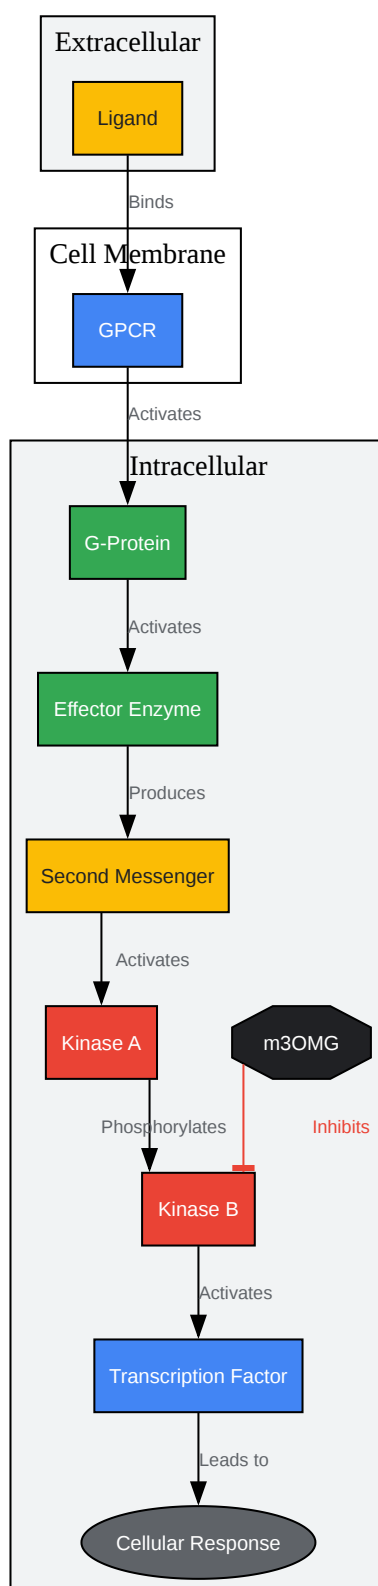 Extracellular
Ligand
Binds
Cell Membrane
GPCR
Activates
Intracellular
G-Protein
Activates
Effector Enzyme
Produces
Second Messenger
Activates
Kinase A
m3OMG
Phosphorylates
Inhibits
Kinase B
Activates
Transcription Factor
Leads to
Cellular Response